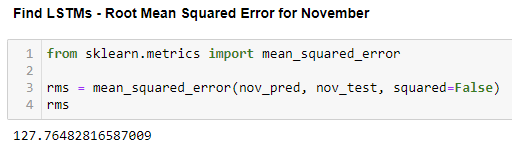 Find LSTMs - Root Mean Squared Error for November
1 from sklearn.metrics import mean_squared_error
2
3 rms = mean_squared_error(nov_pred, nov_test, squared=False)
4 rms
127.76482816587009